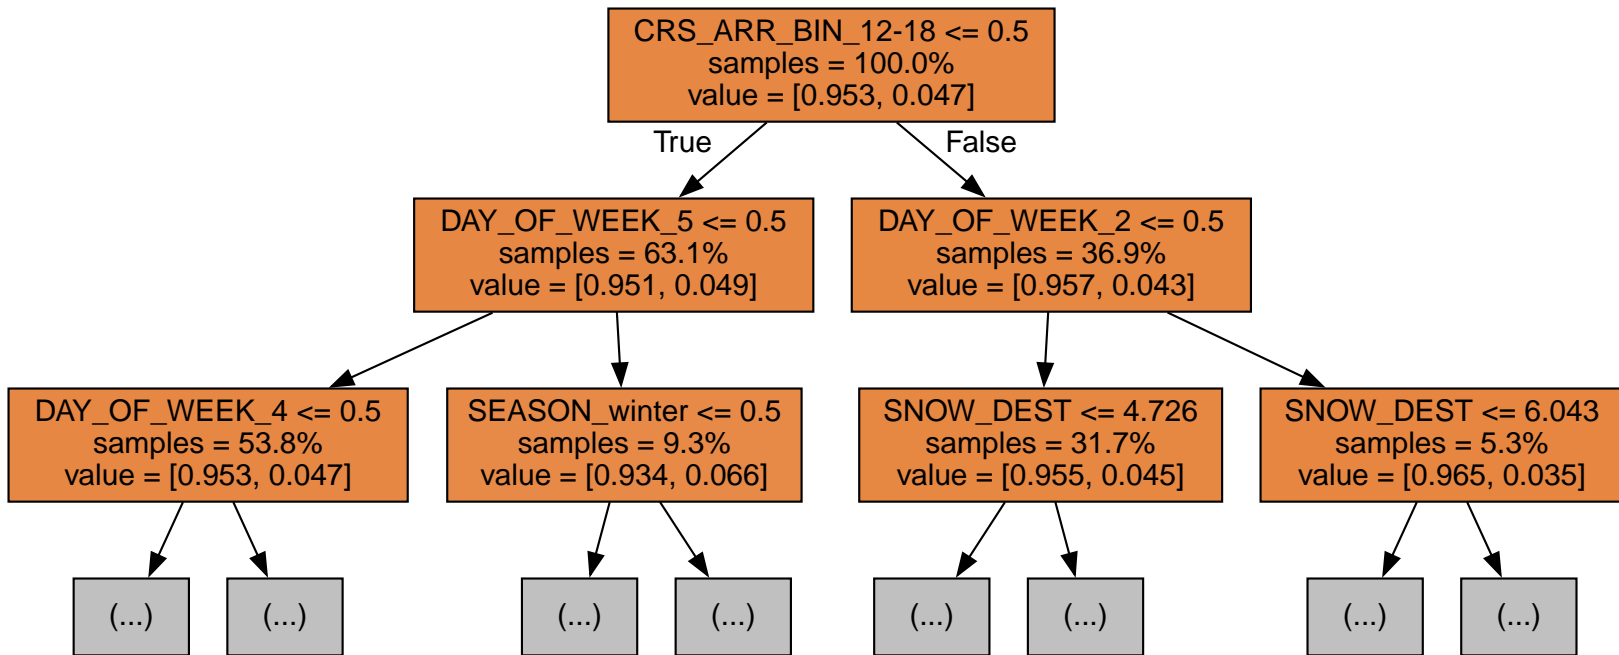 CRS_ARR_BIN_12-18 <= 0.5
samples = 100.0%
value = [0.953, 0.047]
True
False
DAY_OF_WEEK_5 <= 0.5
samples = 63.1%
value = [0.951, 0.049]
DAY_OF_WEEK_2 <= 0.5
samples = 36.9%
value = [0.957, 0.043]
DAY_OF_WEEK_4 <= 0.5
samples = 53.8%
value = [0.953, 0.047]
SEASON_winter <= 0.5
samples = 9.3%
value = [0.934, 0.066]
SNOW_DEST <= 4.726
samples = 31.7%
value = [0.955, 0.045]
SNOW_DEST <= 6.043
samples = 5.3%
value = [0.965, 0.035]
(...)
(...)
(...)
(...)
(...)
(...)
(...)
(...)